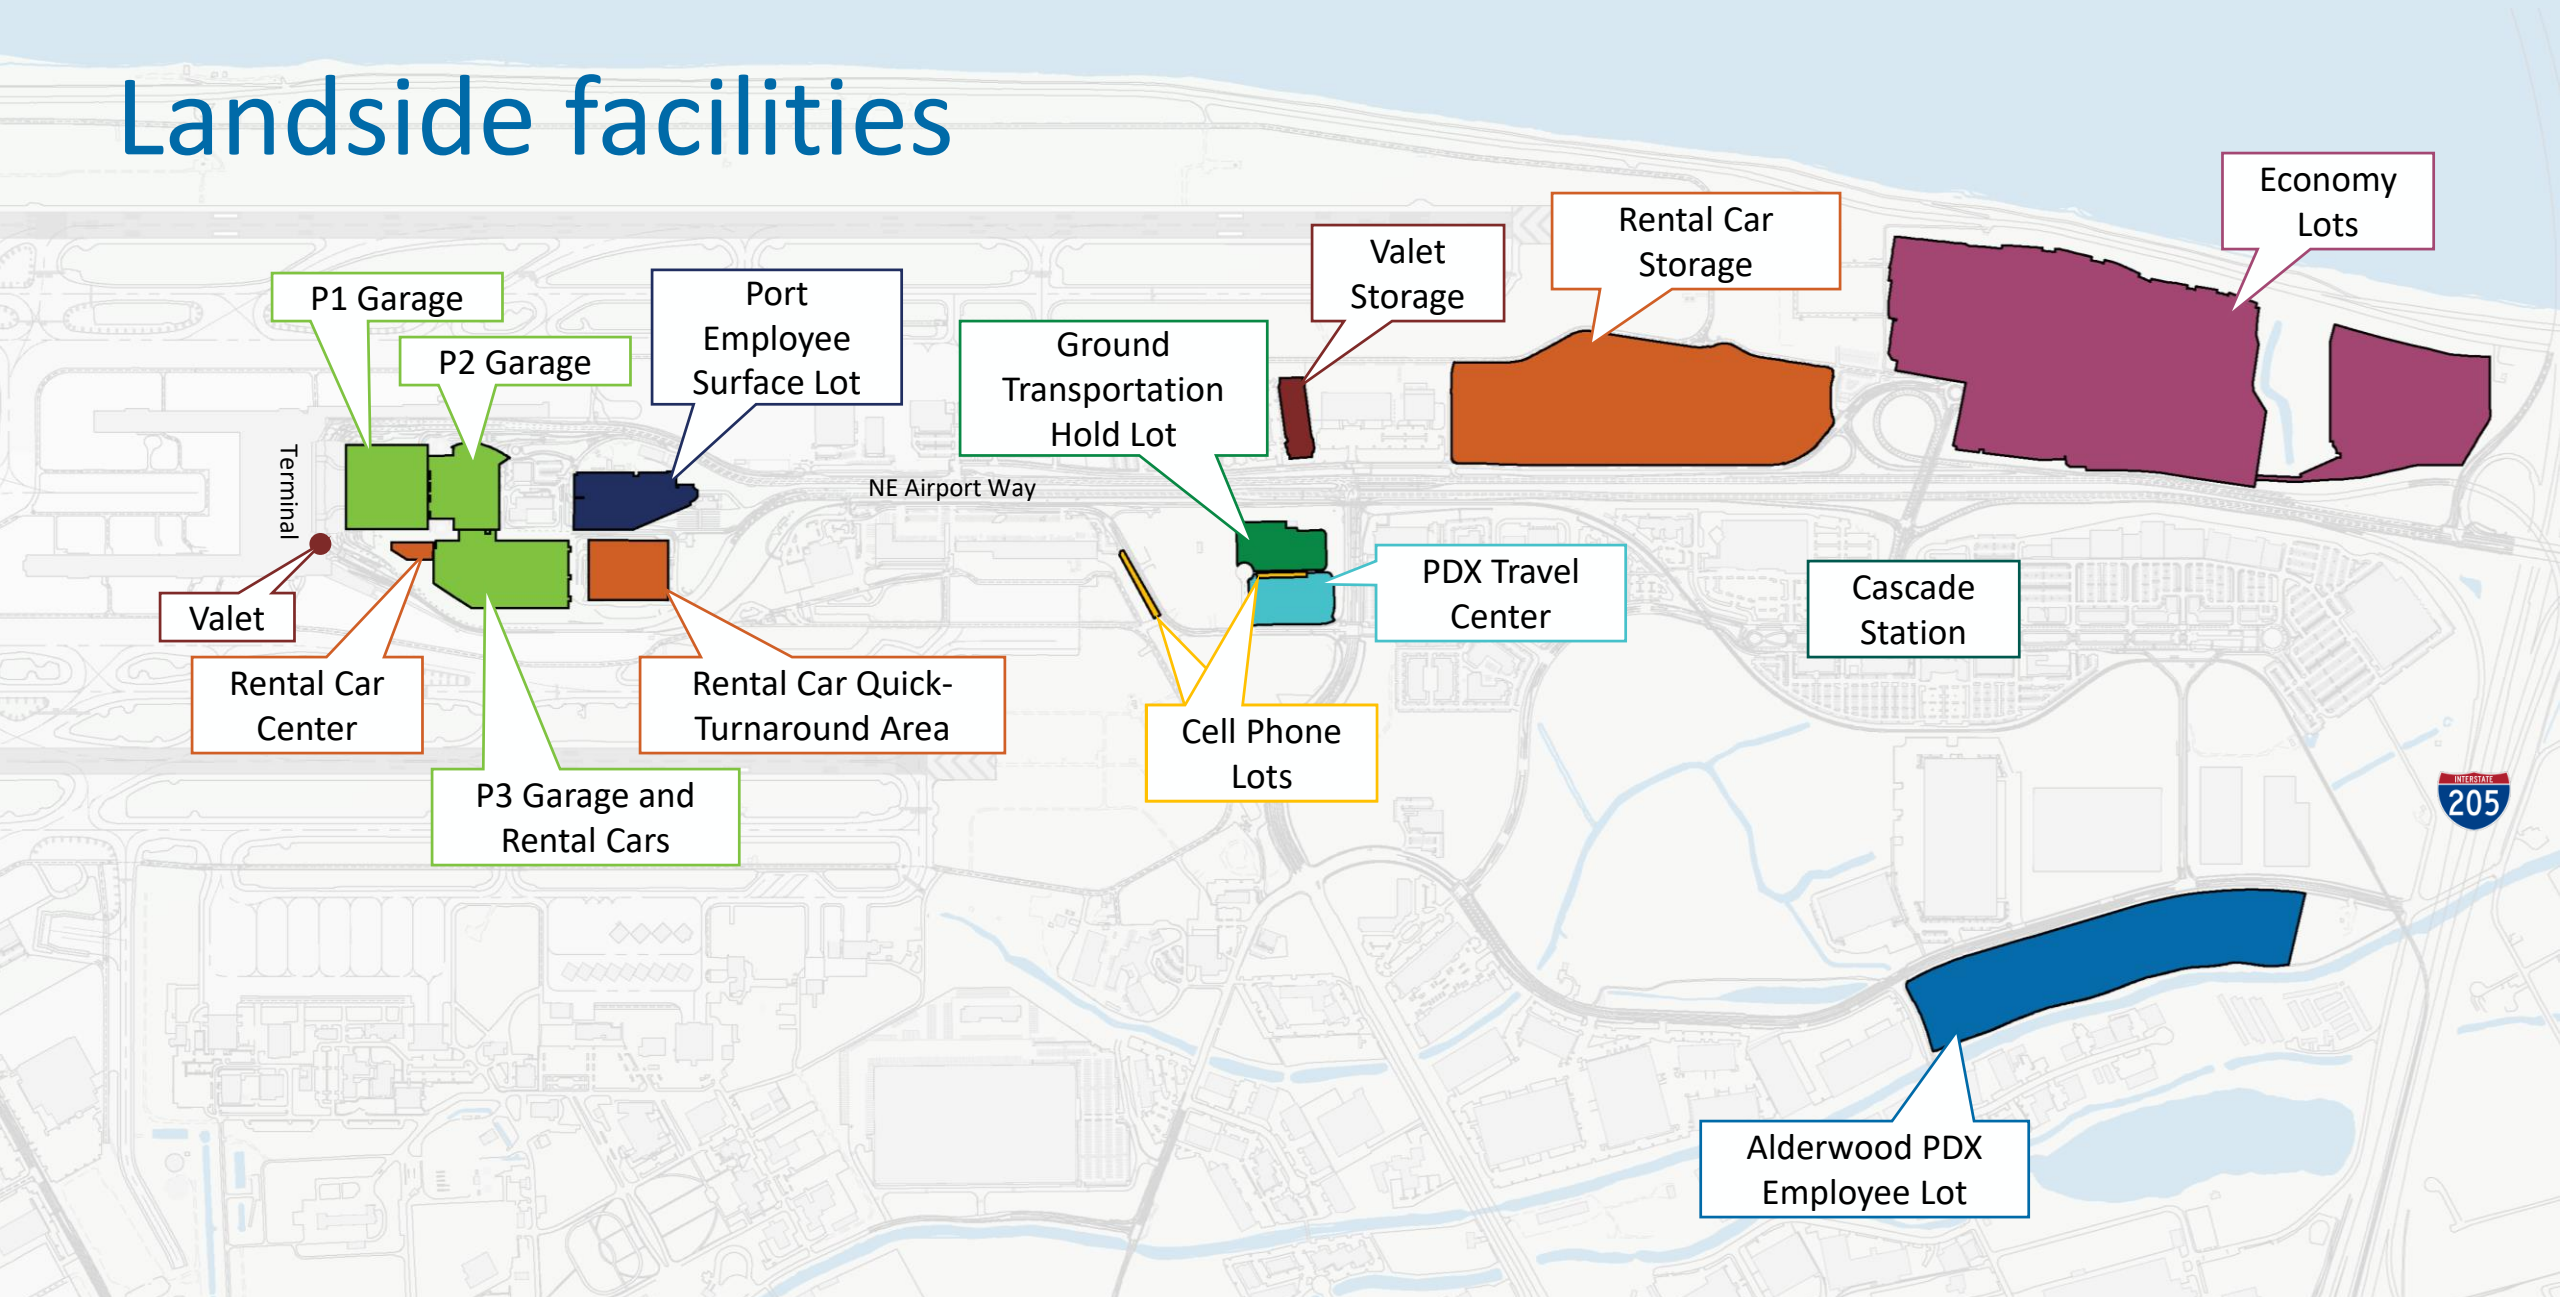 Landside facilities
Economy
Lots
Rental Car
Storage
Valet
Storage
P1 Garage
Port
Employee
Surface Lot
P2 Garage
Ground
Transportation
Hold Lot
Terminal
NE Airport Way
PDX Travel
Center
Cascade
Station
Valet
Rental Car
Center
Rental Car Quick-
Turnaround Area
Cell Phone
Lots
P3 Garage and
Rental Cars
INTERSTATE
205
Alderwood PDX
Employee Lot